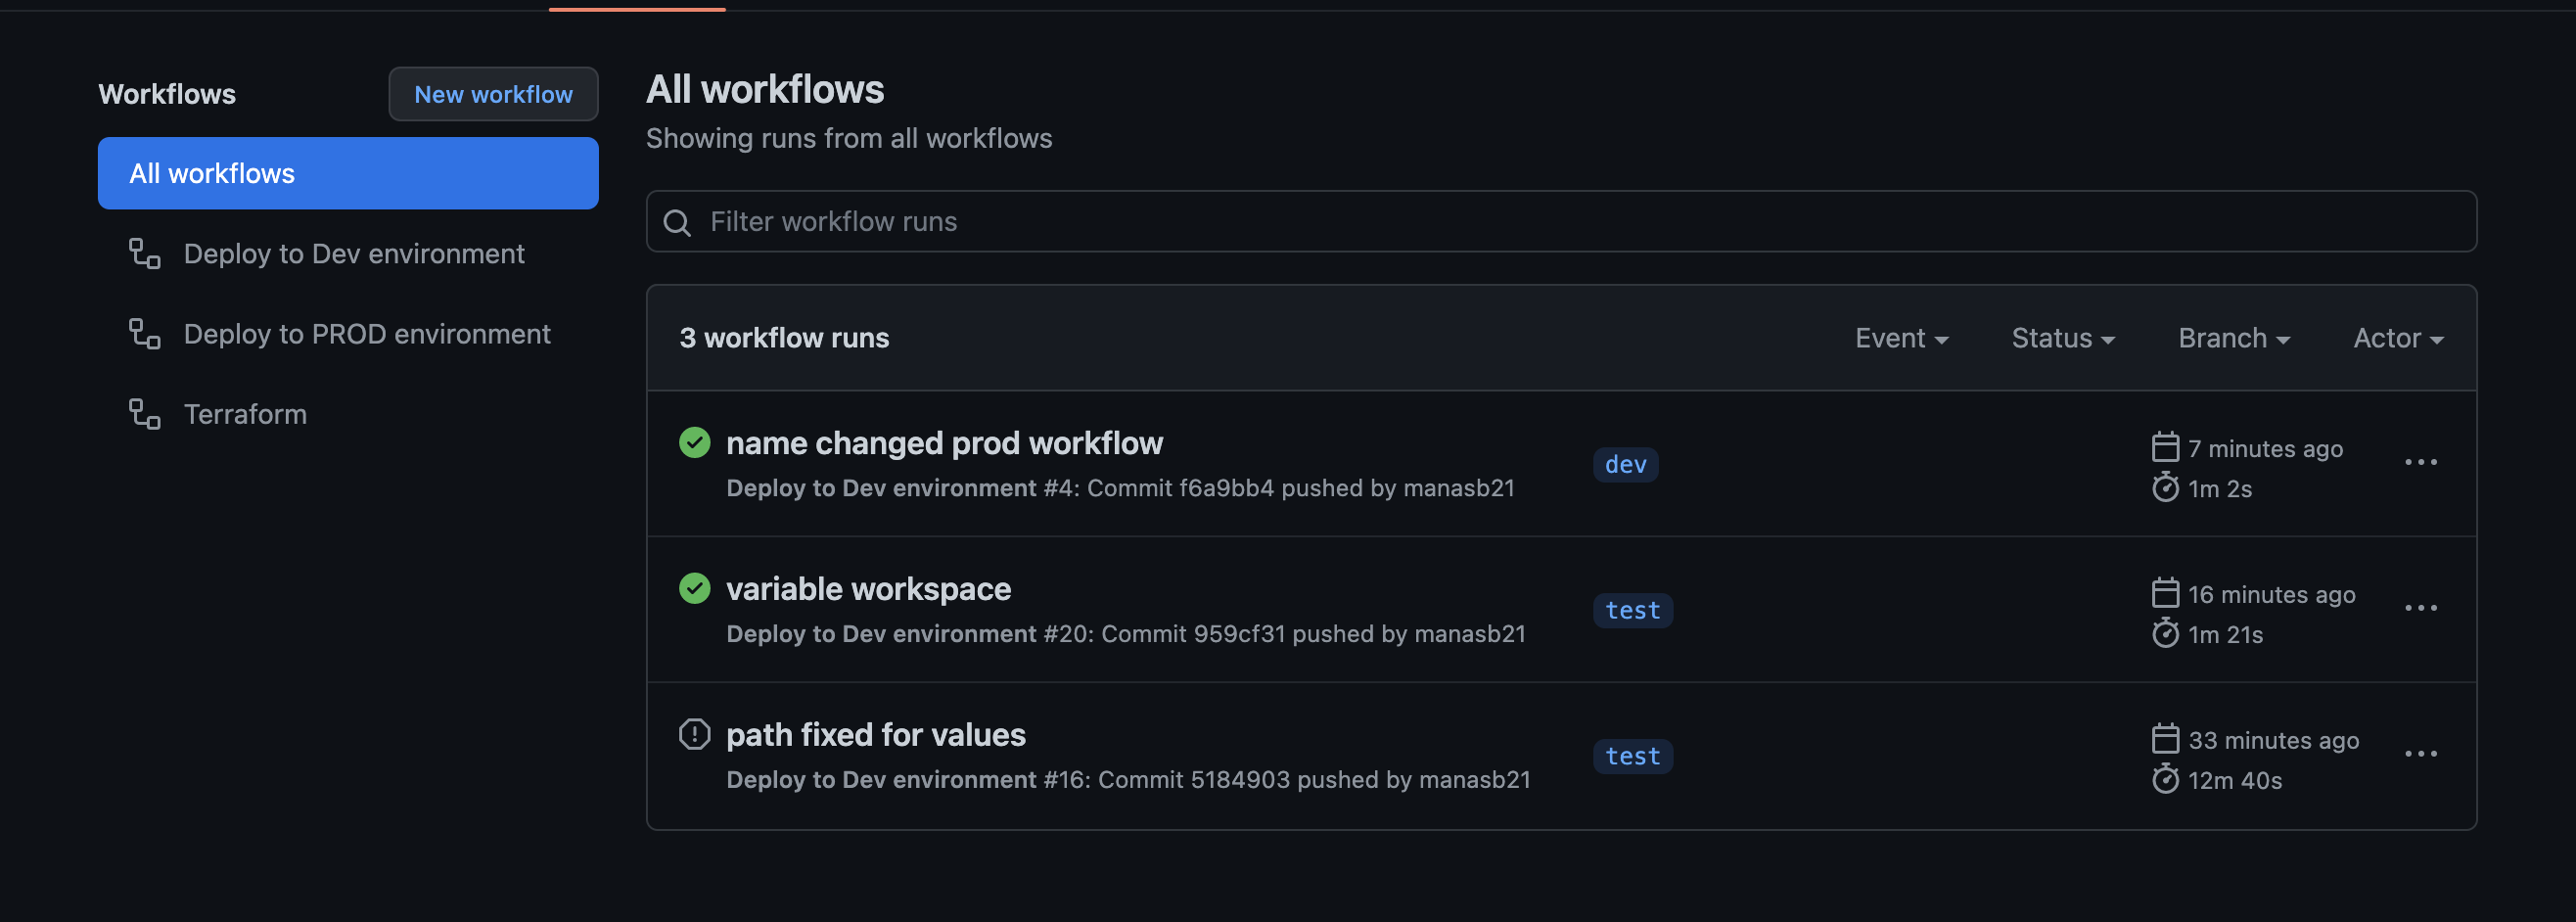 Workflows
New workflow
All workflows
Deploy to Dev environment
Deploy to PROD environment
Terraform
All workflows
Showing runs from all workflows
Filter workflow runs
3 workflow runs
Event
Status
Branch
Actor
name changed prod workflow
Deploy to Dev environment #4: Commit f6a9bb4 pushed by manasb21
dev
7 minutes ago
1m 2s
variable workspace
Deploy to Dev environment #20: Commit 959cf31 pushed by manasb21
test
16 minutes ago
1m 21s
path fixed for values
Deploy to Dev environment #16: Commit 5184903 pushed by manasb21
test
33 minutes ago
12m 40s